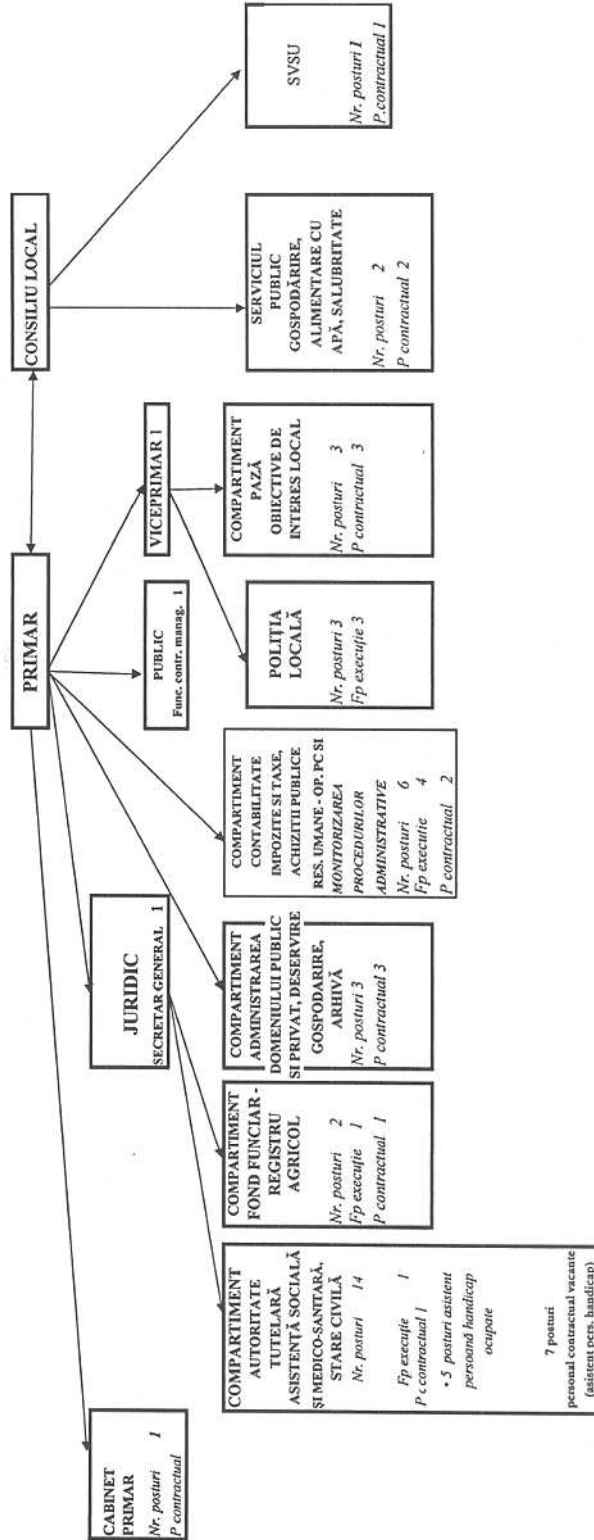 PRIMAR
CONSILIU LOCAL
CABINET
PRIMAR
Nr. posturi 1
P contractual
JURIDIC
SECRETAR GENERAL 1
PUBLIC
Func. contr. manag. 1
VICEPRIMAR 1
COMPARTIMENT
AUTORITATE
TUTELARĂ
ASISTENȚĂ SOCIALĂ
ȘI MEDICO-SANITARĂ,
STARE CIVILĂ
Nr. posturi 14
Fp execuție 1
P c contractual 1
• 5 posturi asistent
persoană handicap
ocupate
7 posturi
personal contractual vacante
(asistent pers. handicap)
COMPARTIMENT
FOND FUNCIAR -
REGISTRU
AGRICOL
Nr. posturi 2
Fp execuție 1
P contractual 1
COMPARTIMENT
ADMINISTRAREA
DOMENIULUI PUBLIC
SI PRIVAT, DESERVIRE
GOSPODARIRE,
ARHIVĂ
Nr. posturi 3
P contractual 3
COMPARTIMENT
CONTABILITATE
IMPOZITE SI TAXE,
ACHIZITII PUBLICE
RES. UMANE - OP. PC SI
MONITORIZAREA
PROCEDURILOR
ADMINISTRATIVE
Nr. posturi 6
Fp executie 4
P contractual 2
POLIȚIA
LOCALĂ
Nr. posturi 3
Fp execuție 3
COMPARTIMENT
PAZĂ
OBIECTIVE DE
INTERES LOCAL
Nr. posturi 3
P contractual 3
SERVICIUL
PUBLIC
GOSPODĂRIRE,
ALIMENTARE CU
APĂ, SALUBRITATE
Nr. posturi 2
P contractual 2
SVSU
Nr. posturi 1
P.contractual 1